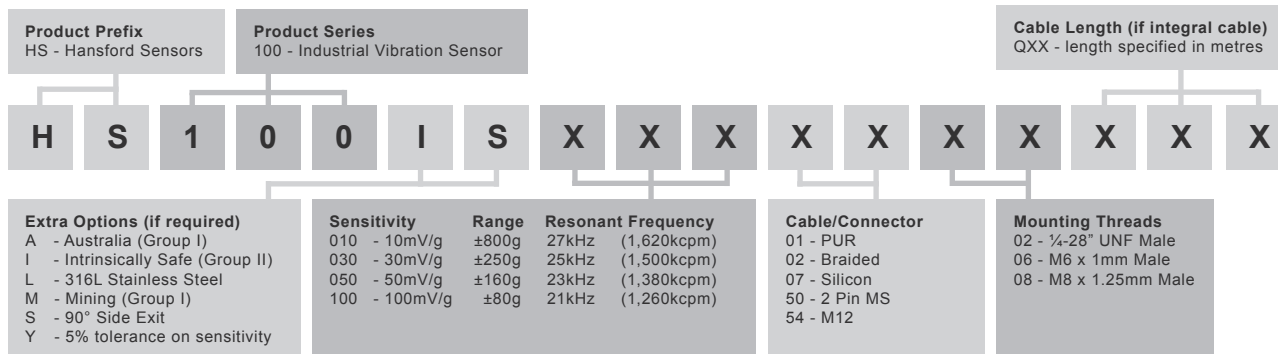 Product Prefix
HS - Hansford Sensors
Product Series
100 - Industrial Vibration Sensor
Cable Length (if integral cable)
QXX - length specified in metres
H S 1 0 0 I S X X X X X X X X X X
Extra Options (if required)
A - Australia (Group I)
I - Intrinsically Safe (Group II)
L - 316L Stainless Steel
M - Mining (Group I)
S - 90° Side Exit
Y - 5% tolerance on sensitivity
Sensitivity Range Resonant Frequency
010 - 10mV/g ±800g 27kHz (1,620kcpm)
030 - 30mV/g ±250g 25kHz (1,500kcpm)
050 - 50mV/g ±160g 23kHz (1,380kcpm)
100 - 100mV/g ±80g 21kHz (1,260kcpm)
Cable/Connector
01 - PUR
02 - Braided
07 - Silicon
50 - 2 Pin MS
54 - M12
Mounting Threads
02 - ¼-28” UNF Male
06 - M6 x 1mm Male
08 - M8 x 1.25mm Male